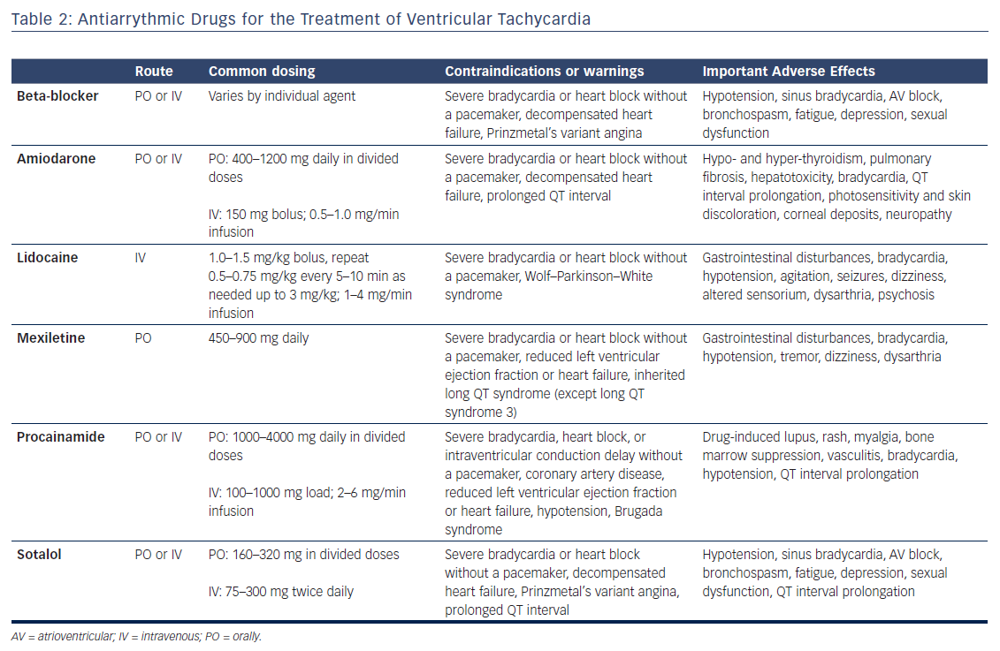 Table 2: Antiarrythmic Drugs for the Treatment of Ventricular Tachycardia
Route Common dosing Contraindications or warnings Important Adverse Effects
Beta-blocker PO or IV Varies by individual agent Severe bradycardia or heart block without Hypotension, sinus bradycardia, AV block,
a pacemaker, decompensated heart bronchospasm, fatigue, depression, sexual
failure, Prinzmetal’s variant angina dysfunction
Amiodarone PO or IV PO: 400–1200 mg daily in divided Severe bradycardia or heart block without Hypo- and hyper-thyroidism, pulmonary
doses a pacemaker, decompensated heart fibrosis, hepatotoxicity, bradycardia, QT
failure, prolonged QT interval interval prolongation, photosensitivity and skin
IV: 150 mg bolus; 0.5–1.0 mg/min discoloration, corneal deposits, neuropathy
infusion
Lidocaine IV 1.0–1.5 mg/kg bolus, repeat Severe bradycardia or heart block without Gastrointestinal disturbances, bradycardia,
0.5–0.75 mg/kg every 5–10 min as a pacemaker, Wolf–Parkinson–White hypotension, agitation, seizures, dizziness,
needed up to 3 mg/kg; 1–4 mg/min syndrome altered sensorium, dysarthria, psychosis
infusion
Mexiletine PO 450–900 mg daily Severe bradycardia or heart block without Gastrointestinal disturbances, bradycardia,
a pacemaker, reduced left ventricular hypotension, tremor, dizziness, dysarthria
ejection fraction or heart failure, inherited
long QT syndrome (except long QT
syndrome 3)
Procainamide PO or IV PO: 1000–4000 mg daily in divided Severe bradycardia, heart block, or Drug-induced lupus, rash, myalgia, bone
doses intraventricular conduction delay without marrow suppression, vasculitis, bradycardia,
a pacemaker, coronary artery disease, hypotension, QT interval prolongation
IV: 100–1000 mg load; 2–6 mg/min reduced left ventricular ejection fraction
infusion or heart failure, hypotension, Brugada
syndrome
Sotalol PO or IV PO: 160–320 mg in divided doses Severe bradycardia or heart block Hypotension, sinus bradycardia, AV block,
without a pacemaker, decompensated bronchospasm, fatigue, depression, sexual
IV: 75–300 mg twice daily heart failure, Prinzmetal’s variant angina, dysfunction, QT interval prolongation
prolonged QT interval
AV = atrioventricular; IV = intravenous; PO = orally.